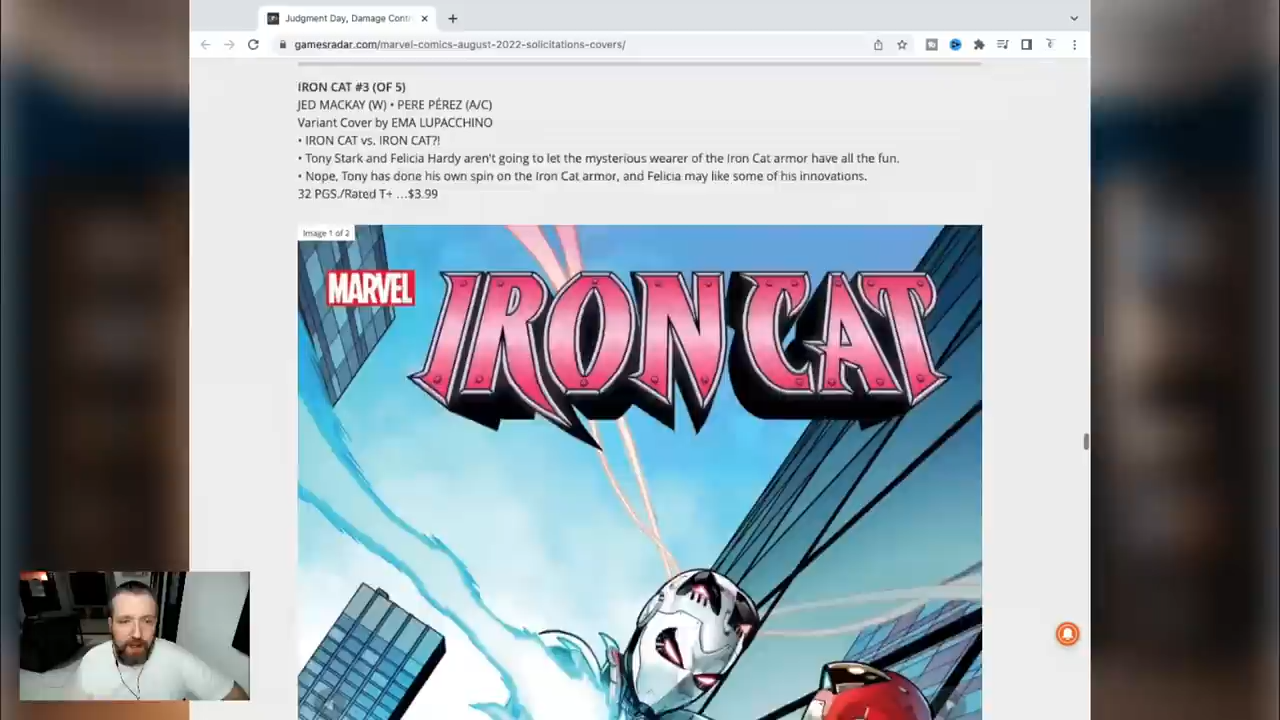 Judgment Day, Damage Contr
gamesradar.com/marvel-comics-august-2022-solicitations-covers/
IRON CAT #3 (OF 5)
JED MACKAY (W) • PERE PÉREZ (A/C)
Variant Cover by EMA LUPACCHINO
• IRON CAT vs. IRON CAT?!
• Tony Stark and Felicia Hardy aren't going to let the mysterious wearer of the Iron Cat armor have all the fun.
• Nope, Tony has done his own spin on the Iron Cat armor, and Felicia may like some of his innovations.
32 PGS./Rated T+ …$3.99
Image 1 of 2
MARVEL
IRON CAT